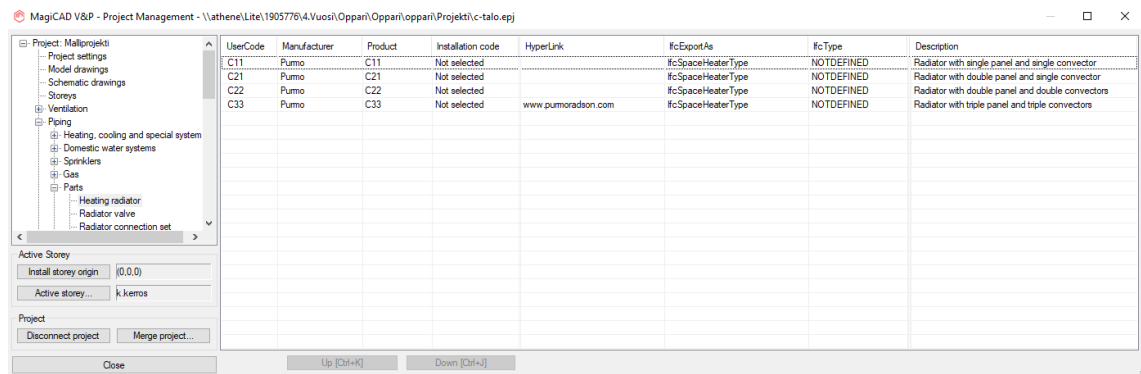 MagiCAD V&P - Project Management - \\athene\Lite\1905776\4.Vuosi\Oppari\Oppari\oppari\Projekti\c-talo.epj
Project: Malliprojekti
Project settings
Model drawings
Schematic drawings
Storeys
Ventilation
Piping
Heating, cooling and special system
Domestic water systems
Sprinklers
Gas
Parts
Heating radiator
Radiator valve
Radiator connection set
Active Storey
Install storey origin (0,0,0)
Active storey... k.kerros
Project
Disconnect project Merge project...
Close
UserCode Manufacturer Product Installation code HyperLink IfcExportAs IfcType Description
C11 Purmo C11 Not selected IfcSpaceHeaterType NOTDEFINED Radiator with single panel and single convector
C21 Purmo C21 Not selected IfcSpaceHeaterType NOTDEFINED Radiator with double panel and single convector
C22 Purmo C22 Not selected IfcSpaceHeaterType NOTDEFINED Radiator with double panel and double convectors
C33 Purmo C33 Not selected www.purmoradson.com IfcSpaceHeaterType NOTDEFINED Radiator with triple panel and triple convectors
Up [Ctrl+K] Down [Ctrl+J]